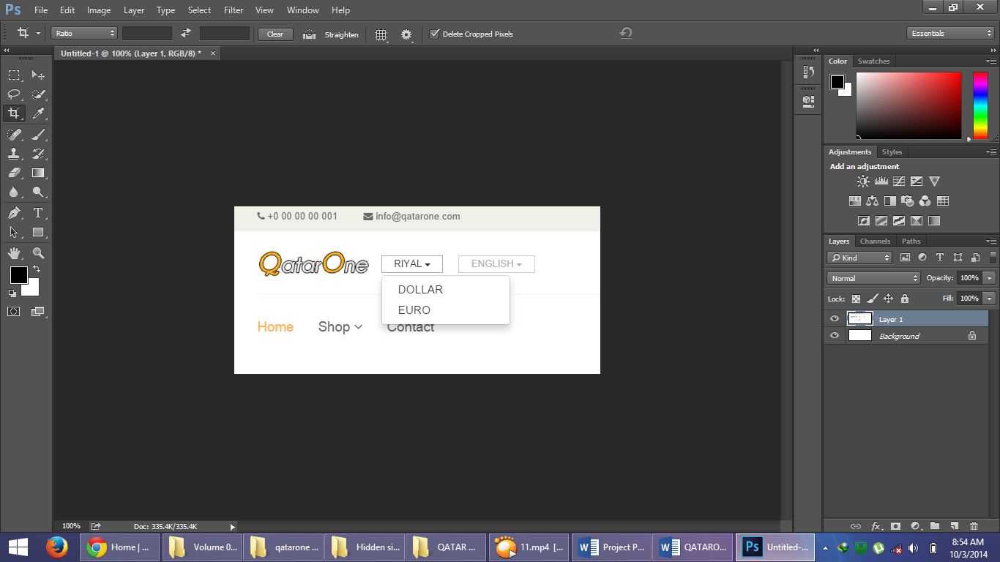 Ps File Edit Image Layer Type Select Filter View Window Help
Ratio Clear Straighten Delete Cropped Pixels Essentials
Untitled-1 @ 100% (Layer 1, RGB/8) * ×
Color Swatches
Adjustments Styles
Add an adjustment
+0 00 00 00 001 info@qatarone.com
QatarOne RIYAL ENGLISH
DOLLAR
EURO
Home Shop Contact
Layers Channels Paths
Kind
Normal Opacity: 100%
Lock: Fill: 100%
Layer 1
Background
100% Doc: 335.4K/335.4K
Home | ... Volume 0... qatarone ... Hidden si... QATAR ... 11.mp4 [... Project P... QATARO... Untitled-...
8:54 AM
10/3/2014